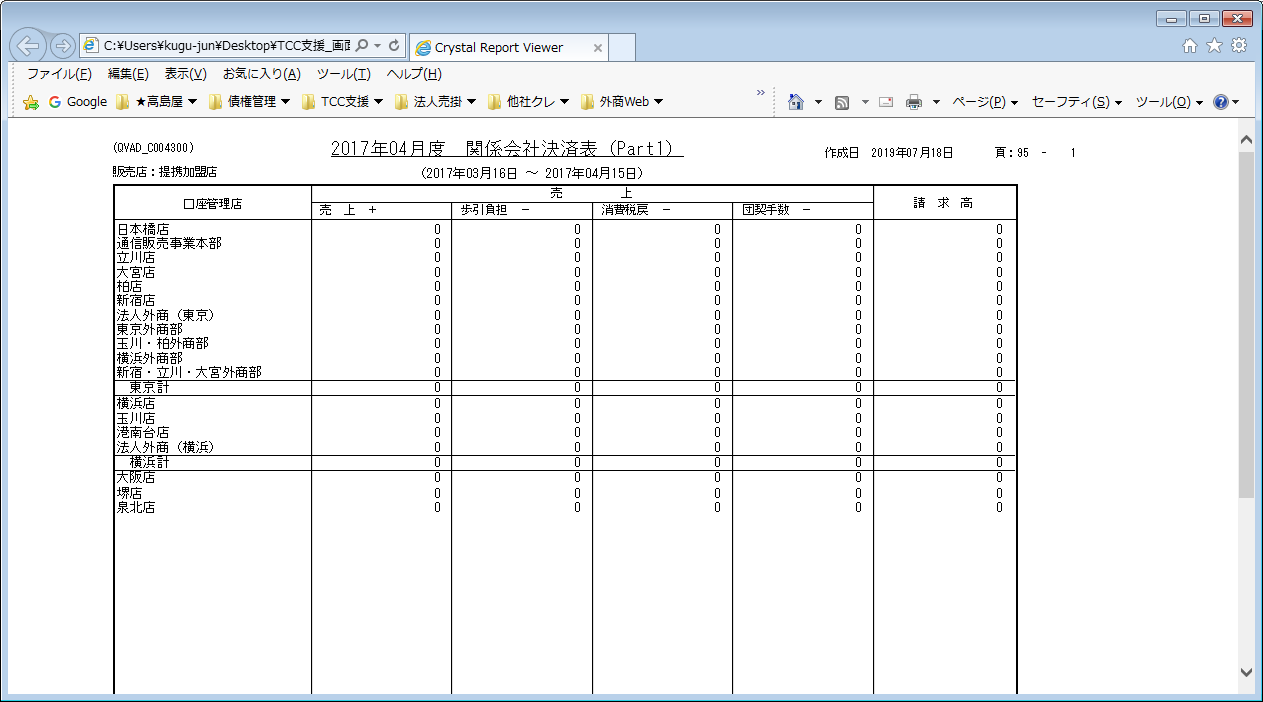 C:¥Users¥kugu-jun¥Desktop¥TCC支援_画面
Crystal Report Viewer
ファイル(F) 編集(E) 表示(V) お気に入り(A) ツール(T) ヘルプ(H)
Google ★高島屋 債権管理 TCC支援 法人売掛 他社クレ 外商Web » ページ(P) セーフティ(S) ツール(O)
(QVAD_C004300) 2017年04月度 関係会社決済表(Part1) 作成日 2019年07月18日 頁:95 - 1
販売店:提携加盟店 (2017年03月16日 ～ 2017年04月15日)
口座管理店 売 上 請 求 高
売 上 + 歩引負担 － 消費税戻 － 団契手数 －
日本橋店 0 0 0 0 0
通信販売事業本部 0 0 0 0 0
立川店 0 0 0 0 0
大宮店 0 0 0 0 0
柏店 0 0 0 0 0
新宿店 0 0 0 0 0
法人外商(東京) 0 0 0 0 0
東京外商部 0 0 0 0 0
玉川・柏外商部 0 0 0 0 0
横浜外商部 0 0 0 0 0
新宿・立川・大宮外商部 0 0 0 0 0
東京計 0 0 0 0 0
横浜店 0 0 0 0 0
玉川店 0 0 0 0 0
港南台店 0 0 0 0 0
法人外商(横浜) 0 0 0 0 0
横浜計 0 0 0 0 0
大阪店 0 0 0 0 0
堺店 0 0 0 0 0
泉北店 0 0 0 0 0